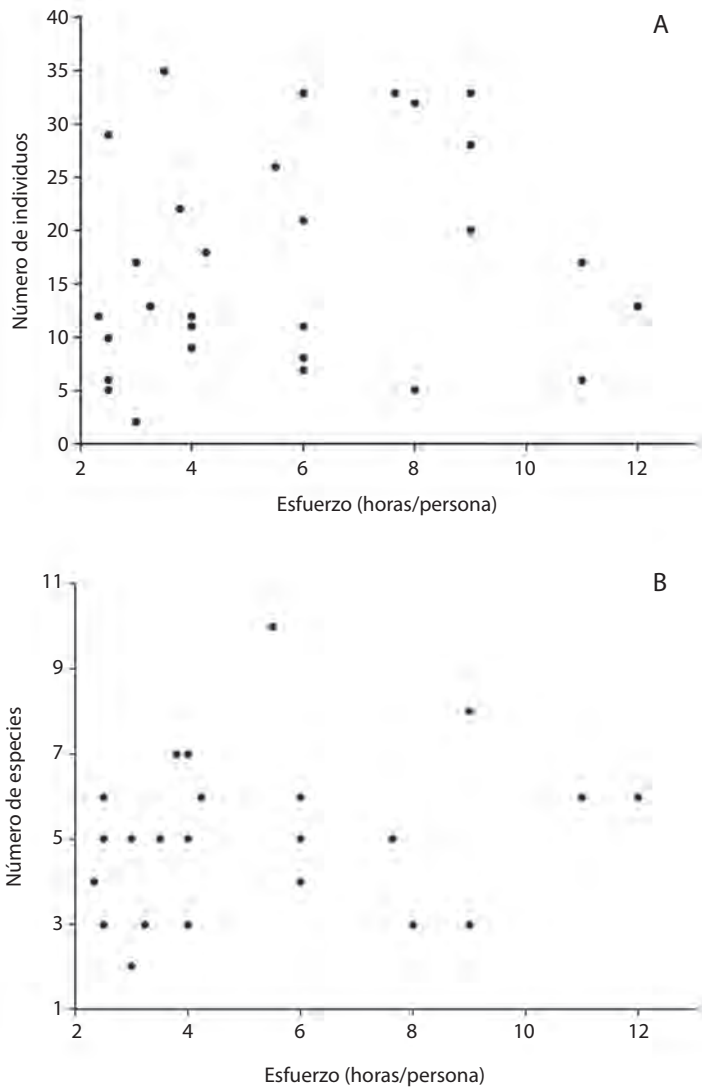 A
40
35
30
25
20
15
10
5
0
Número de individuos
2 4 6 8 10 12
Esfuerzo (horas/persona)
B
11
9
7
5
3
1
Número de especies
2 4 6 8 10 12
Esfuerzo (horas/persona)